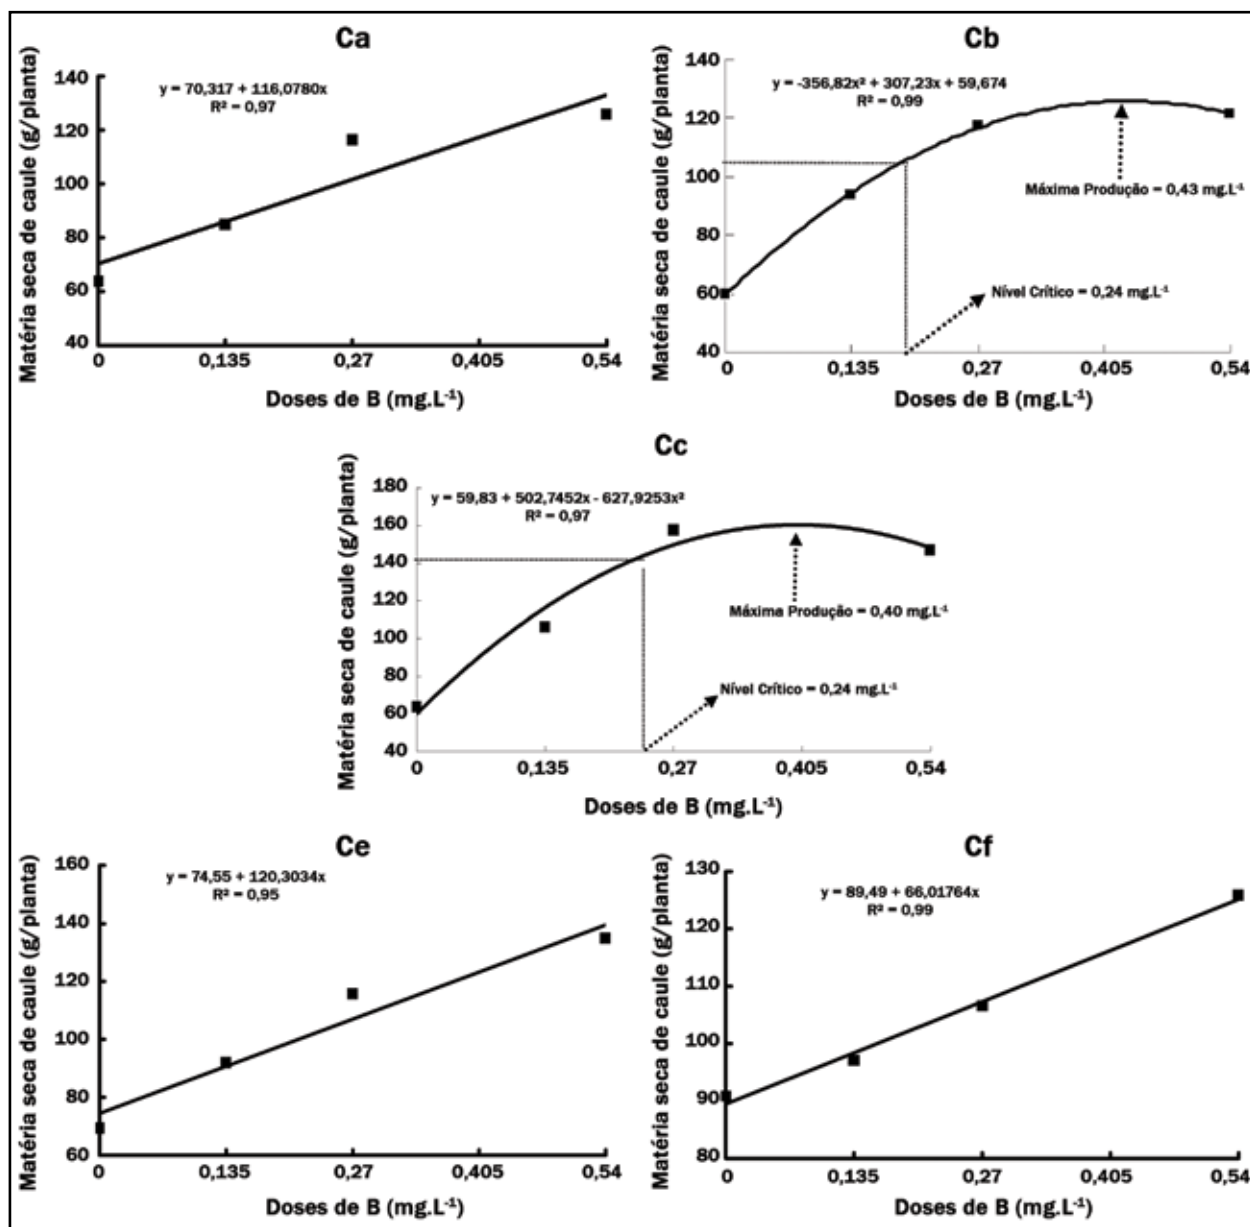 Ca
Matéria seca de caule (g/planta)
y = 70,317 + 116,0780x
R² = 0,97
140
120
100
80
60
40
0 0,135 0,27 0,405 0,54
Doses de B (mg.L⁻¹)
Cb
Matéria seca de caule (g/planta)
y = -356,82x² + 307,23x + 59,674
R² = 0,99
140
120
100
80
60
40
Máxima Produção = 0,43 mg.L⁻¹
Nível Crítico = 0,24 mg.L⁻¹
0 0,135 0,27 0,405 0,54
Doses de B (mg.L⁻¹)
Cc
Matéria seca de caule (g/planta)
y = 59,83 + 502,7452x - 627,9253x²
R² = 0,97
180
160
140
120
100
80
60
40
Máxima Produção = 0,40 mg.L⁻¹
Nível Crítico = 0,24 mg.L⁻¹
0 0,135 0,27 0,405 0,54
Doses de B (mg.L⁻¹)
Ce
Matéria seca de caule (g/planta)
y = 74,55 + 120,3034x
R² = 0,95
160
140
120
100
80
60
0 0,135 0,27 0,405 0,54
Doses de B (mg.L⁻¹)
Cf
Matéria seca de caule (g/planta)
y = 89,49 + 66,01764x
R² = 0,99
130
120
110
100
90
80
0 0,135 0,27 0,405 0,54
Doses de B (mg.L⁻¹)